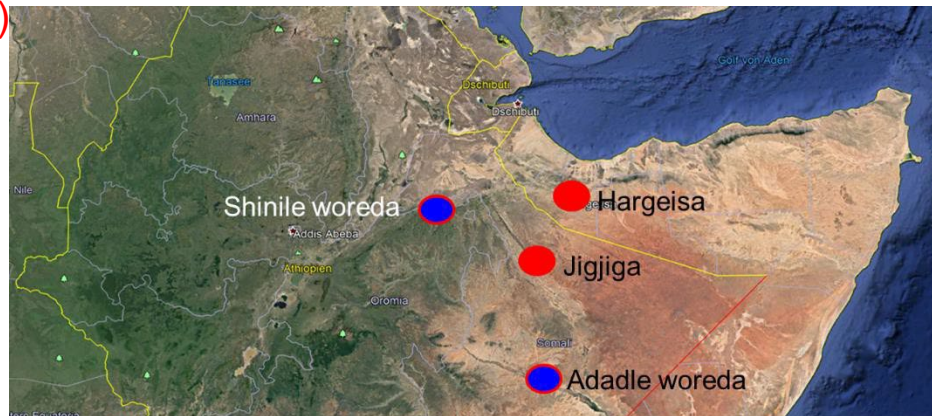 )
Golf von Aden
Tanasee
Dschibuti
Dschibuti
Amhara
Nile
Shinile woreda
Hargeisa
Addis Abeba
Jigjiga
Äthiopien
Oromia
Somali
Adadle woreda